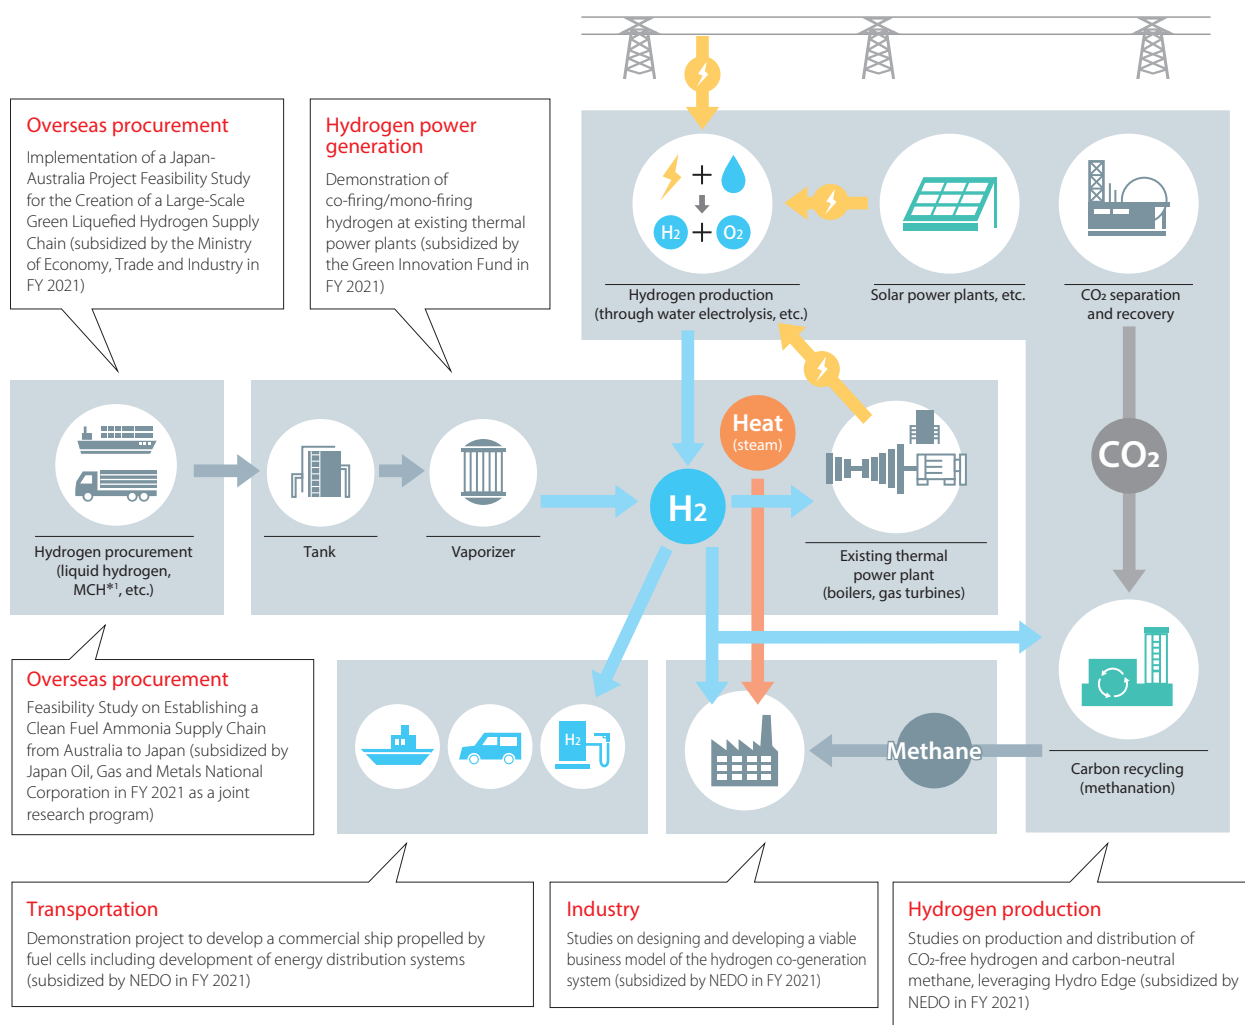 Overseas procurement
Implementation of a Japan-
Australia Project Feasibility Study
for the Creation of a Large-Scale
Green Liquefied Hydrogen Supply
Chain (subsidized by the Ministry
of Economy, Trade and Industry in
FY 2021)
Hydrogen power
generation
Demonstration of
co-firing/mono-firing
hydrogen at existing thermal
power plants (subsidized by
the Green Innovation Fund in
FY 2021)
H₂
O₂
Hydrogen production
(through water electrolysis, etc.)
Solar power plants, etc.
CO₂ separation
and recovery
Hydrogen procurement
(liquid hydrogen,
MCH*¹, etc.)
Tank
Vaporizer
H₂
Heat
(steam)
Existing thermal
power plant
(boilers, gas turbines)
CO₂
Overseas procurement
Feasibility Study on Establishing a
Clean Fuel Ammonia Supply Chain
from Australia to Japan (subsidized by
Japan Oil, Gas and Metals National
Corporation in FY 2021 as a joint
research program)
H₂
Methane
Carbon recycling
(methanation)
Transportation
Demonstration project to develop a commercial ship propelled by
fuel cells including development of energy distribution systems
(subsidized by NEDO in FY 2021)
Industry
Studies on designing and developing a viable
business model of the hydrogen co-generation
system (subsidized by NEDO in FY 2021)
Hydrogen production
Studies on production and distribution of
CO₂-free hydrogen and carbon-neutral
methane, leveraging Hydro Edge (subsidized by
NEDO in FY 2021)